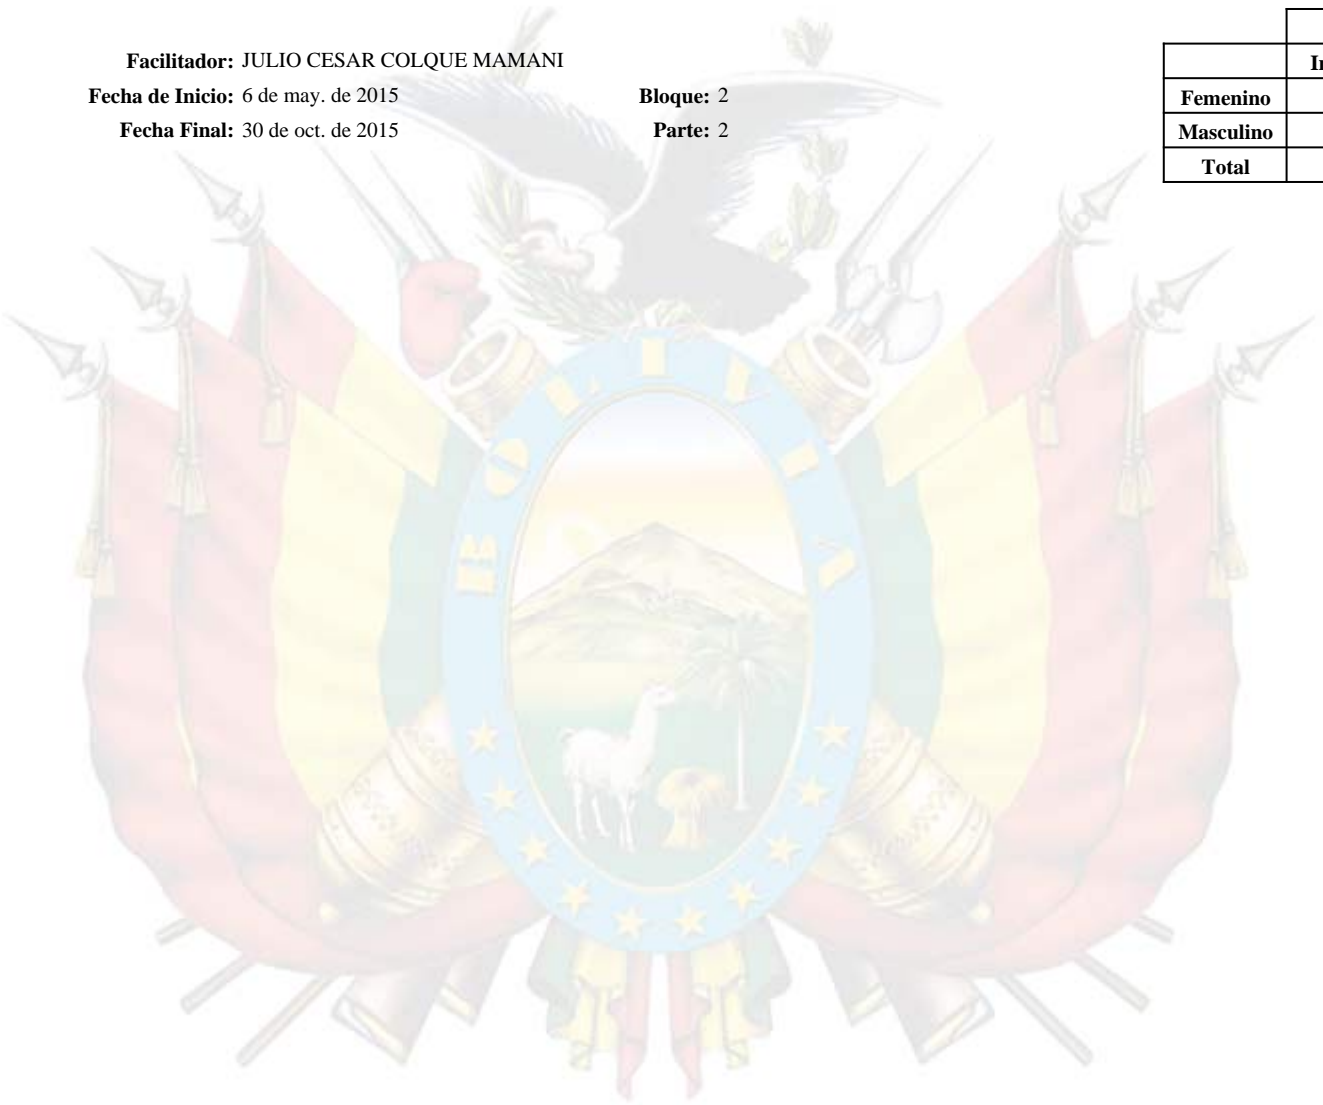 Facilitador: JULIO CESAR COLQUE MAMANI
Fecha de Inicio: 6 de may. de 2015 Bloque: 2
Fecha Final: 30 de oct. de 2015 Parte: 2
Femenino
Masculino
Total
BOLIVIA